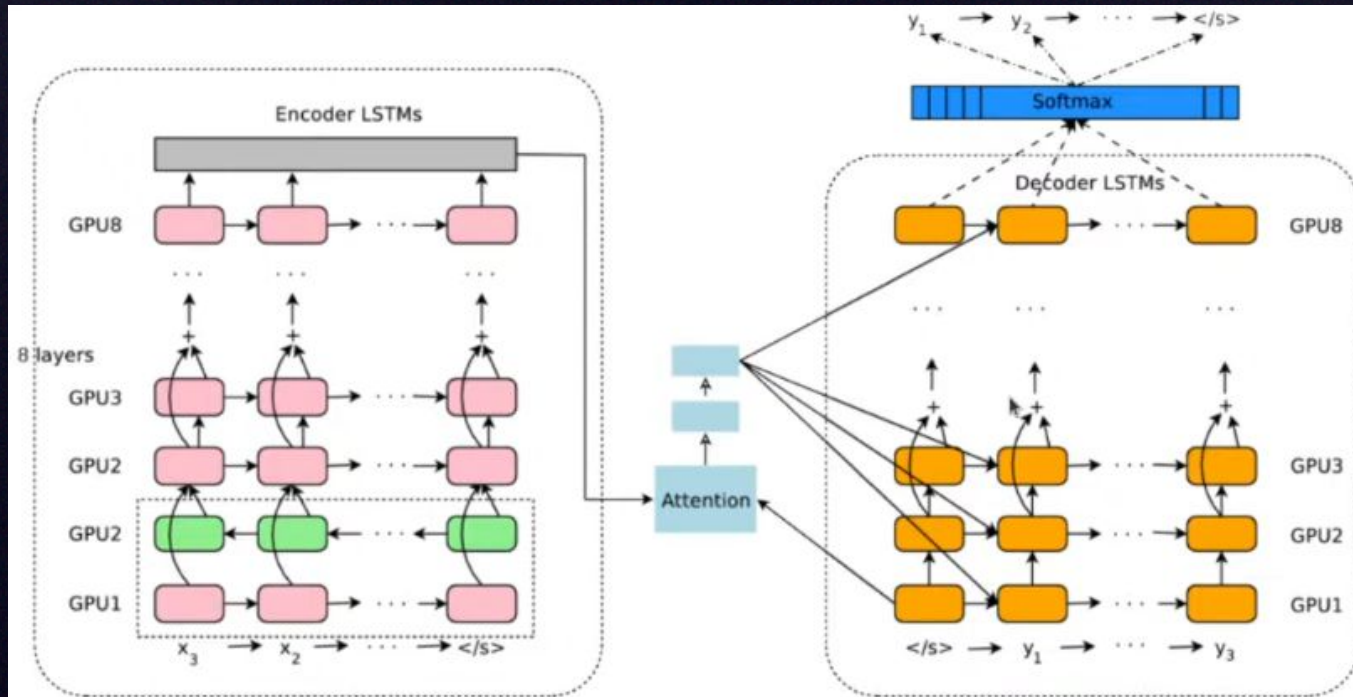 y1 → y2 → ··· → </s>
Softmax
Encoder LSTMs
Decoder LSTMs
GPU8
GPU8
8 layers
GPU3
GPU2
GPU2
GPU1
Attention
GPU3
GPU2
GPU1
x3 → x2 → ··· → </s>
</s> → y1 → ··· → y3